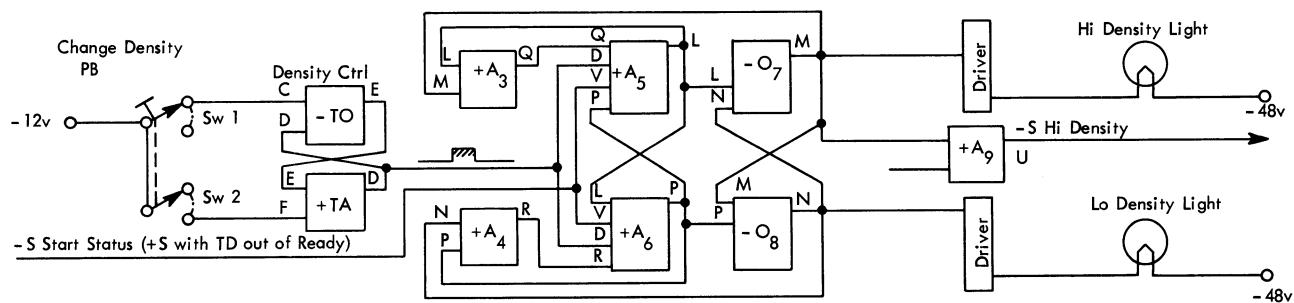 Change Density
PB
-12v
Sw 1
Sw 2
Density Ctrl
C
E
D
-TO
E
D
+TA
F
-S Start Status (+S with TD out of Ready)
L
Q
+A3
M
Q
L
D
V
+A5
P
L
P
V
D
+A6
R
N
R
+A4
P
L
M
-O7
N
M
N
P
-O8
Driver
Hi Density Light
-48v
-S Hi Density
+A9
U
Lo Density Light
Driver
-48v